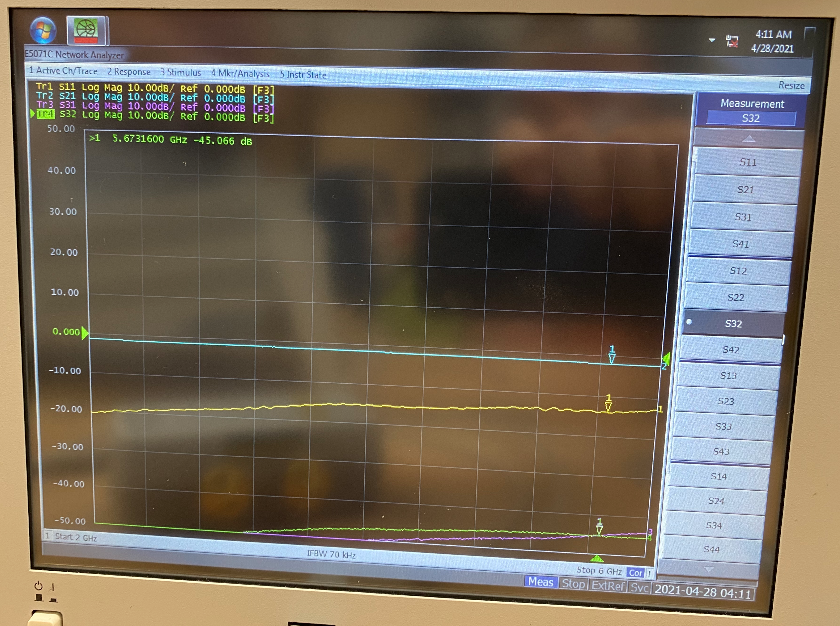 4:11 AM
4/28/2021
E5071C Network Analyzer
1 Active Ch/Trace 2 Response 3 Stimulus 4 Mkr/Analysis 5 Instr State
Resize
Tr1 S11 Log Mag 10.00dB/ Ref 0.000dB [F3]
Tr2 S21 Log Mag 10.00dB/ Ref 0.000dB [F3]
Tr3 S31 Log Mag 10.00dB/ Ref 0.000dB [F3]
Tr4 S32 Log Mag 10.00dB/ Ref 0.000dB [F3]
50.00
>1 5.6731600 GHz -45.066 dB
40.00
30.00
20.00
10.00
0.000
-10.00
-20.00
-30.00
-40.00
-50.00
1
2
1
1
1
3
1 Start 2 GHz
IFBW 70 kHz
Stop 6 GHz Cor !
Meas Stop ExtRef Svc 2021-04-28 04:11
Measurement
S32
S11
S21
S31
S41
S12
S22
S32
S42
S13
S23
S33
S43
S14
S24
S34
S44